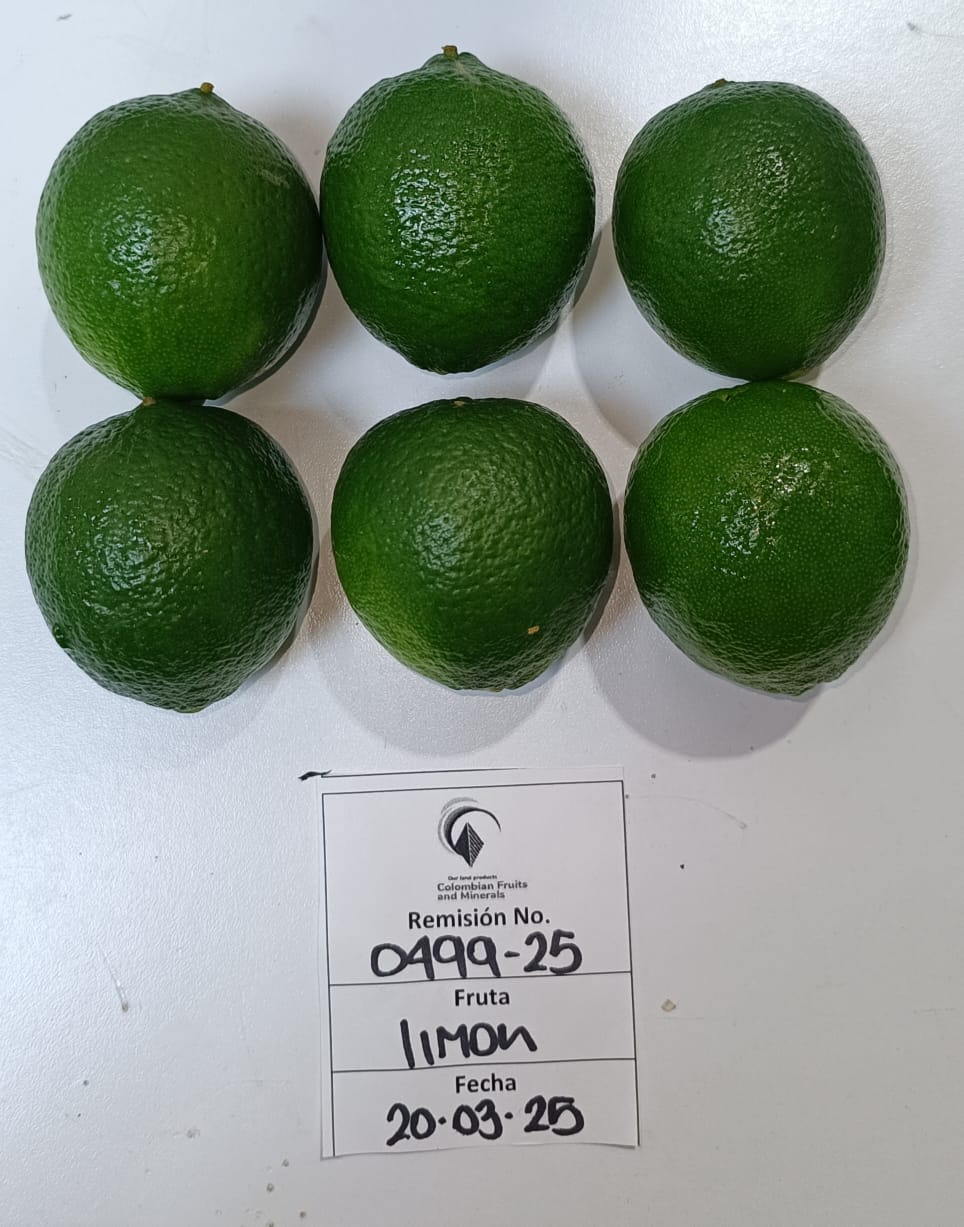 Our land products
Colombian Fruits
and Minerals
Remisión No.
0499-25
Fruta
limon
Fecha
20-03-25